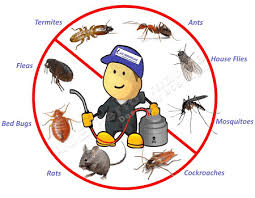 Termites
Ants
Fleas
House Flies
Bed Bugs
Mosquitoes
Rats
Cockroaches